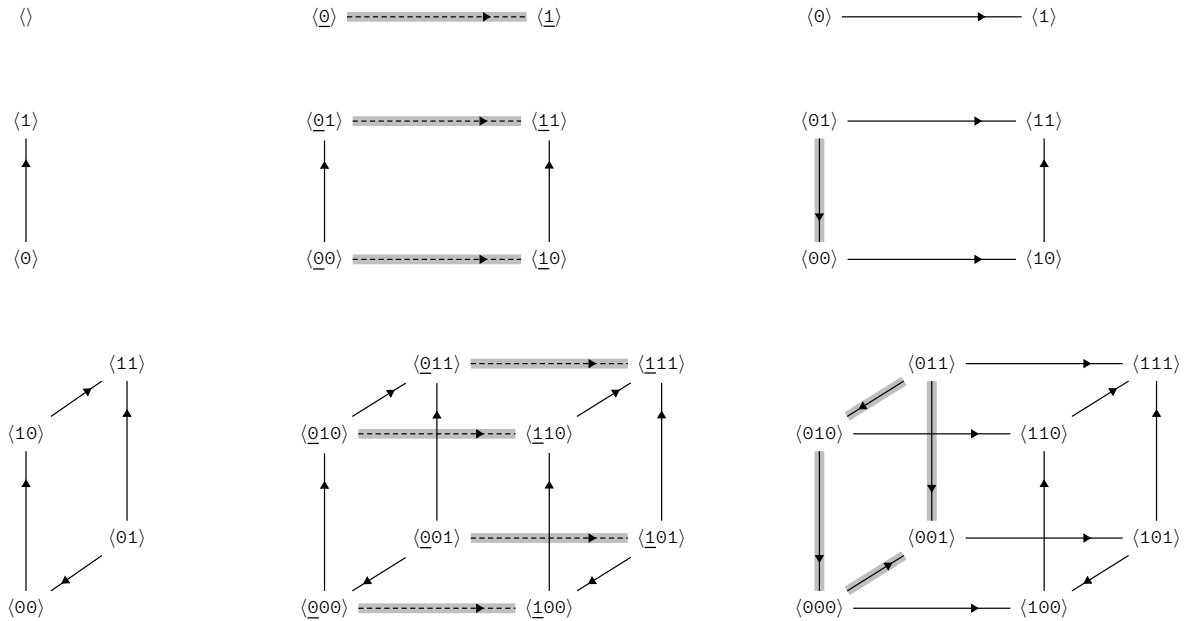 ⟨⟩ ⟨0⟩ ⟨1⟩ ⟨0⟩ ⟨1⟩
⟨1⟩ ⟨01⟩ ⟨11⟩ ⟨01⟩ ⟨11⟩
⟨0⟩ ⟨00⟩ ⟨10⟩ ⟨00⟩ ⟨10⟩
⟨11⟩ ⟨011⟩ ⟨111⟩ ⟨011⟩ ⟨111⟩
⟨10⟩ ⟨010⟩ ⟨110⟩ ⟨010⟩ ⟨110⟩
⟨01⟩ ⟨001⟩ ⟨101⟩ ⟨001⟩ ⟨101⟩
⟨00⟩ ⟨000⟩ ⟨100⟩ ⟨000⟩ ⟨100⟩